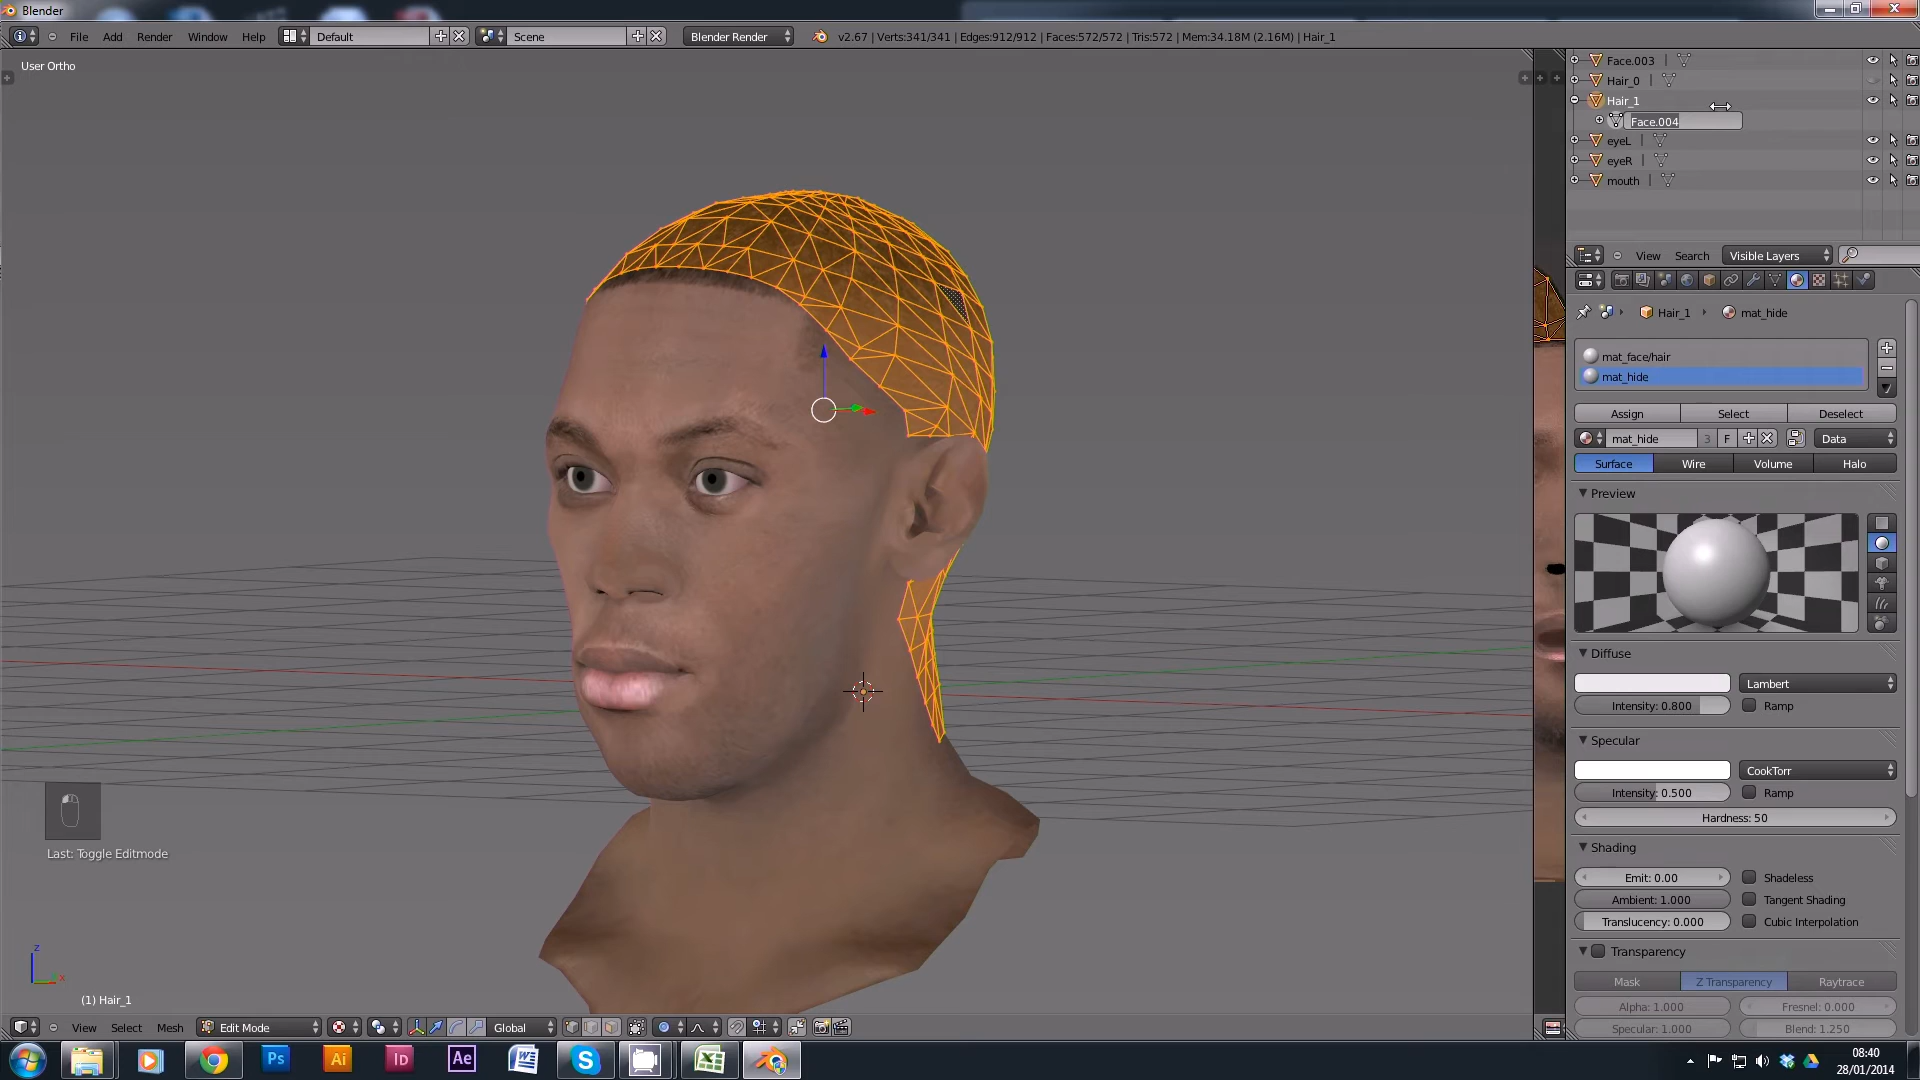 Blender
File Add Render Window Help Default Scene Blender Render v2.67 | Verts:341/341 | Edges:912/912 | Faces:572/572 | Tris:572 | Mem:34.18M (2.16M) | Hair_1
User Ortho
Face.003
Hair_0
Hair_1
Face.004
eyeL
eyeR
mouth
View Search Visible Layers
Hair_1 mat_hide
mat_face/hair
mat_hide
Assign Select Deselect
mat_hide 3 F Data
Surface Wire Volume Halo
Preview
Diffuse
Lambert
Intensity: 0.800 Ramp
Specular
CookTorr
Intensity: 0.500 Ramp
Hardness: 50
Shading
Emit: 0.00 Shadeless
Ambient: 1.000 Tangent Shading
Translucency: 0.000 Cubic Interpolation
Transparency
Mask Z Transparency Raytrace
Alpha: 1.000 Fresnel: 0.000
Specular: 1.000 Blend: 1.250
Last: Toggle Editmode
z
x
(1) Hair_1
View Select Mesh Edit Mode Global
Ps Ai Id Ae W S
08:40
28/01/2014